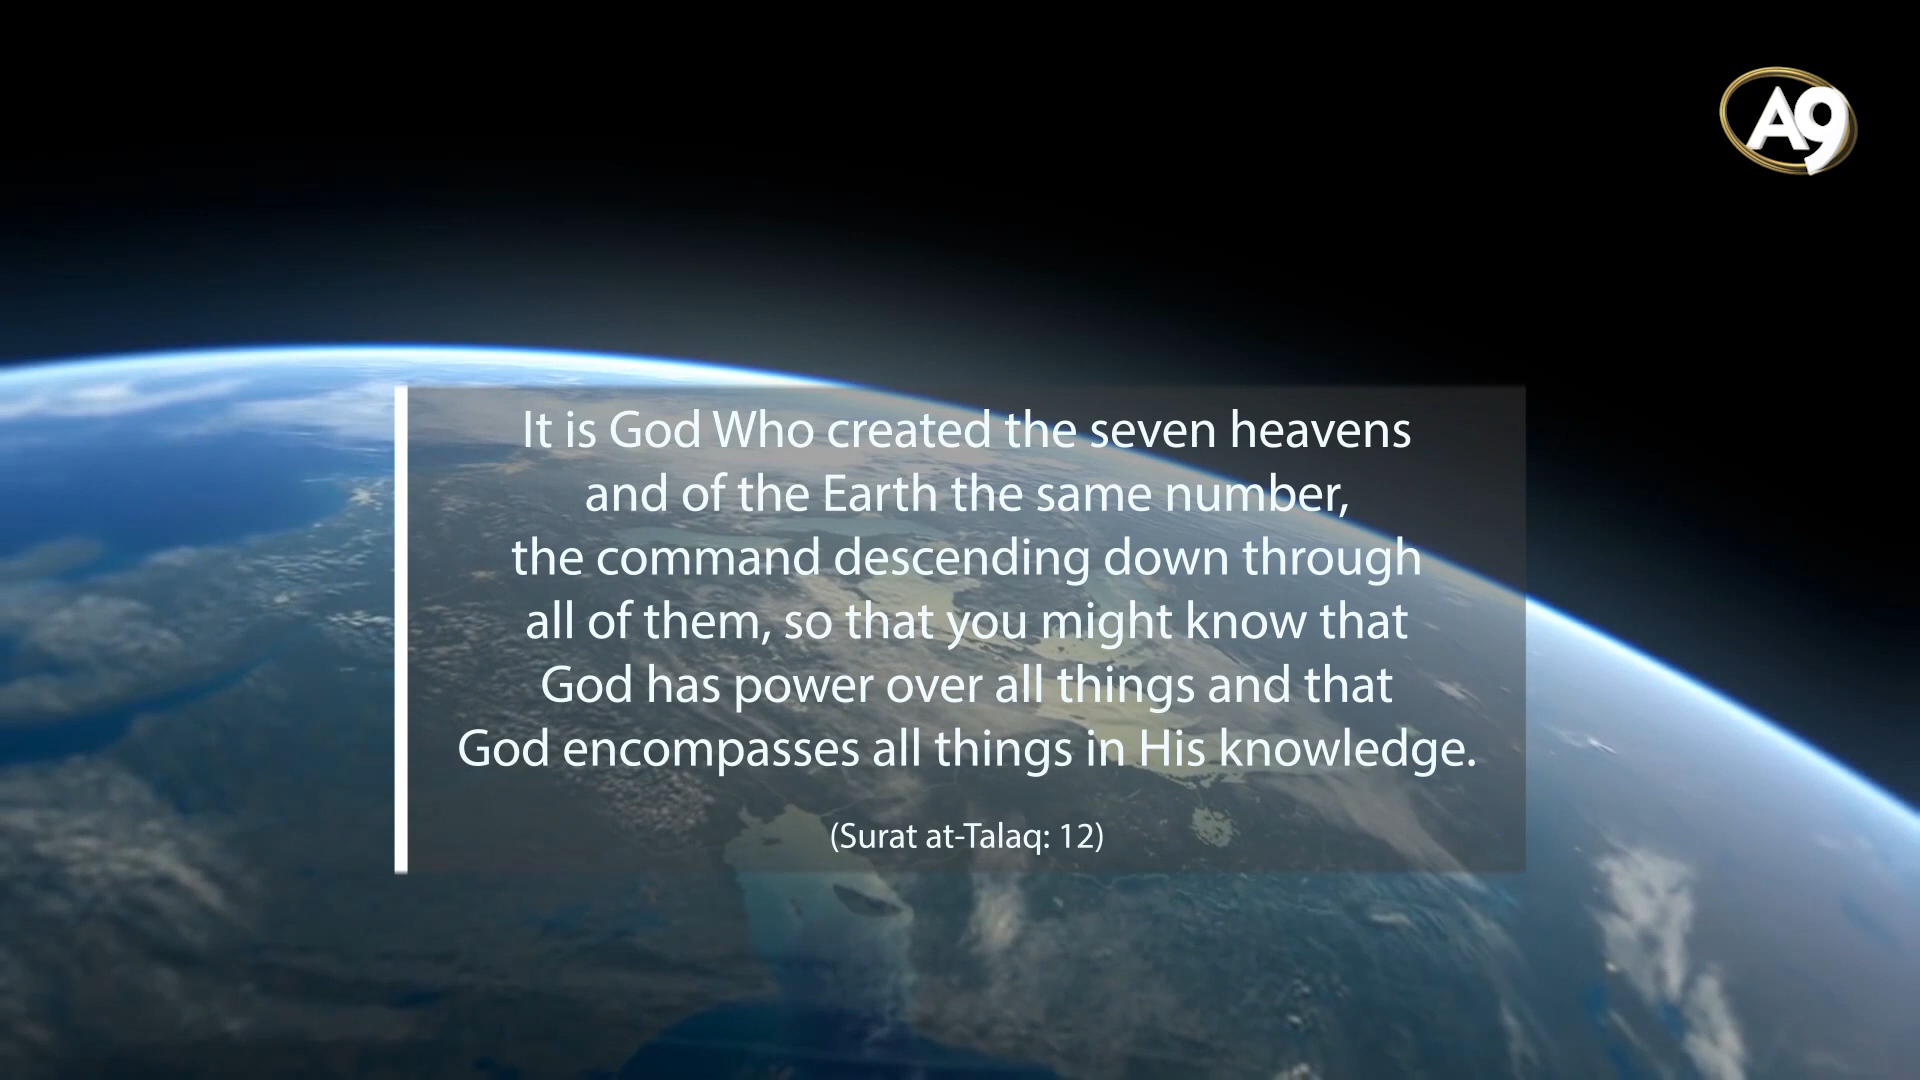 A9
It is God Who created the seven heavens
and of the Earth the same number,
the command descending down through
all of them, so that you might know that
God has power over all things and that
God encompasses all things in His knowledge.
(Surat at-Talaq: 12)